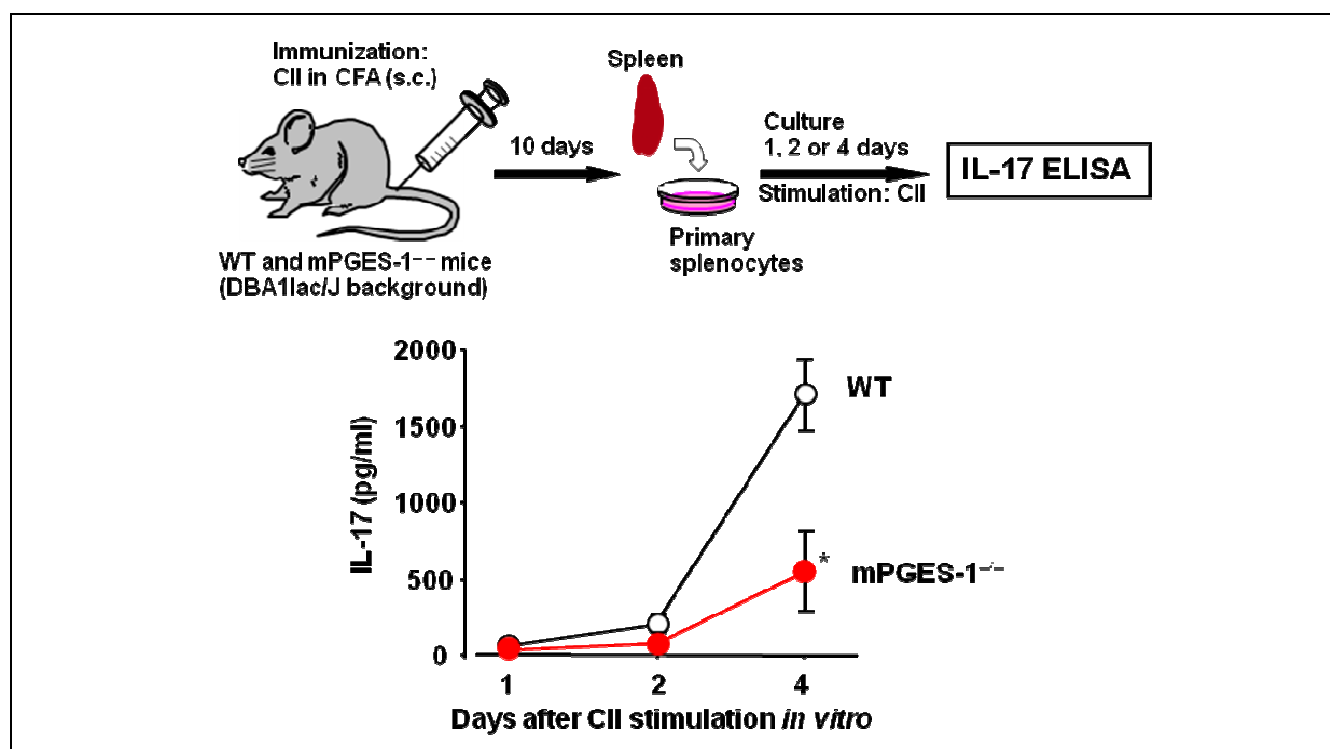 Immunization:
CII in CFA (s.c.)
10 days
Spleen
Culture
1, 2 or 4 days
Stimulation: CII
IL-17 ELISA
Primary
splenocytes
WT and mPGES-1−/− mice
(DBA1lac/J background)
2000
1500
1000
500
0
IL-17 (pg/ml)
WT
*
mPGES-1−/−
1
2
4
Days after CII stimulation in vitro